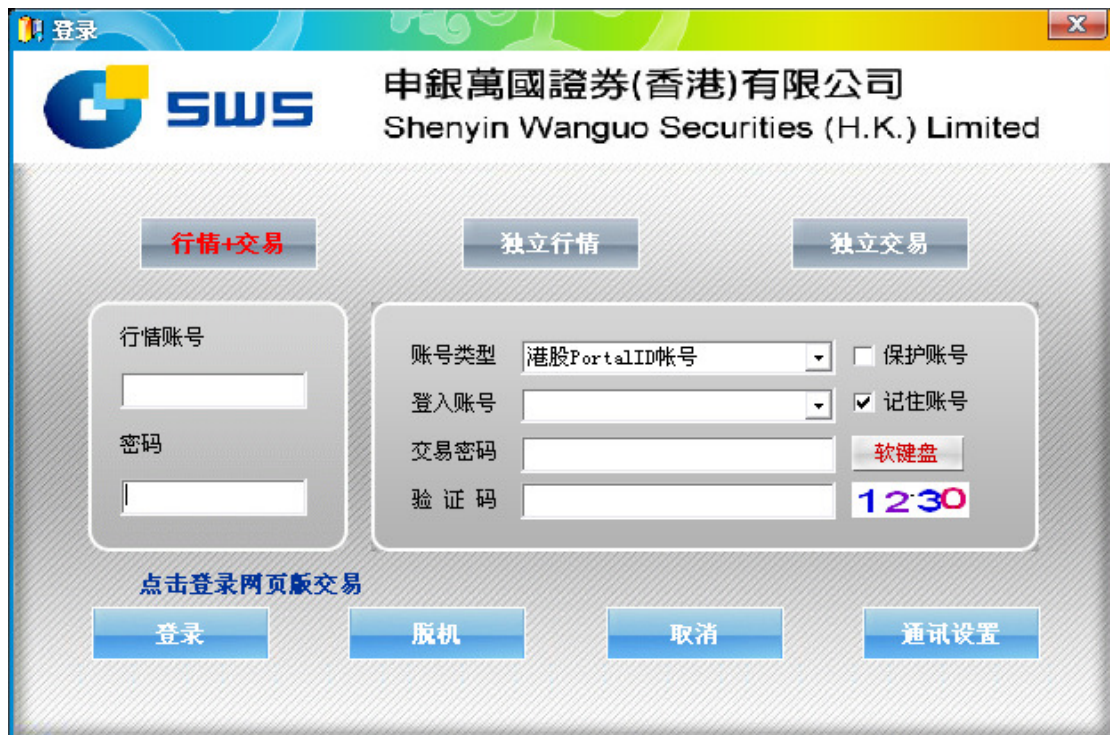 登录
SWS
申銀萬國證券(香港)有限公司
Shenyin Wanguo Securities (H.K.) Limited
行情+交易
独立行情
独立交易
行情账号
密码
账号类型 港股PortalID帐号 保护账号
登入账号 记住账号
交易密码 软键盘
验 证 码 1230
点击登录网页版交易
登录
脱机
取消
通讯设置